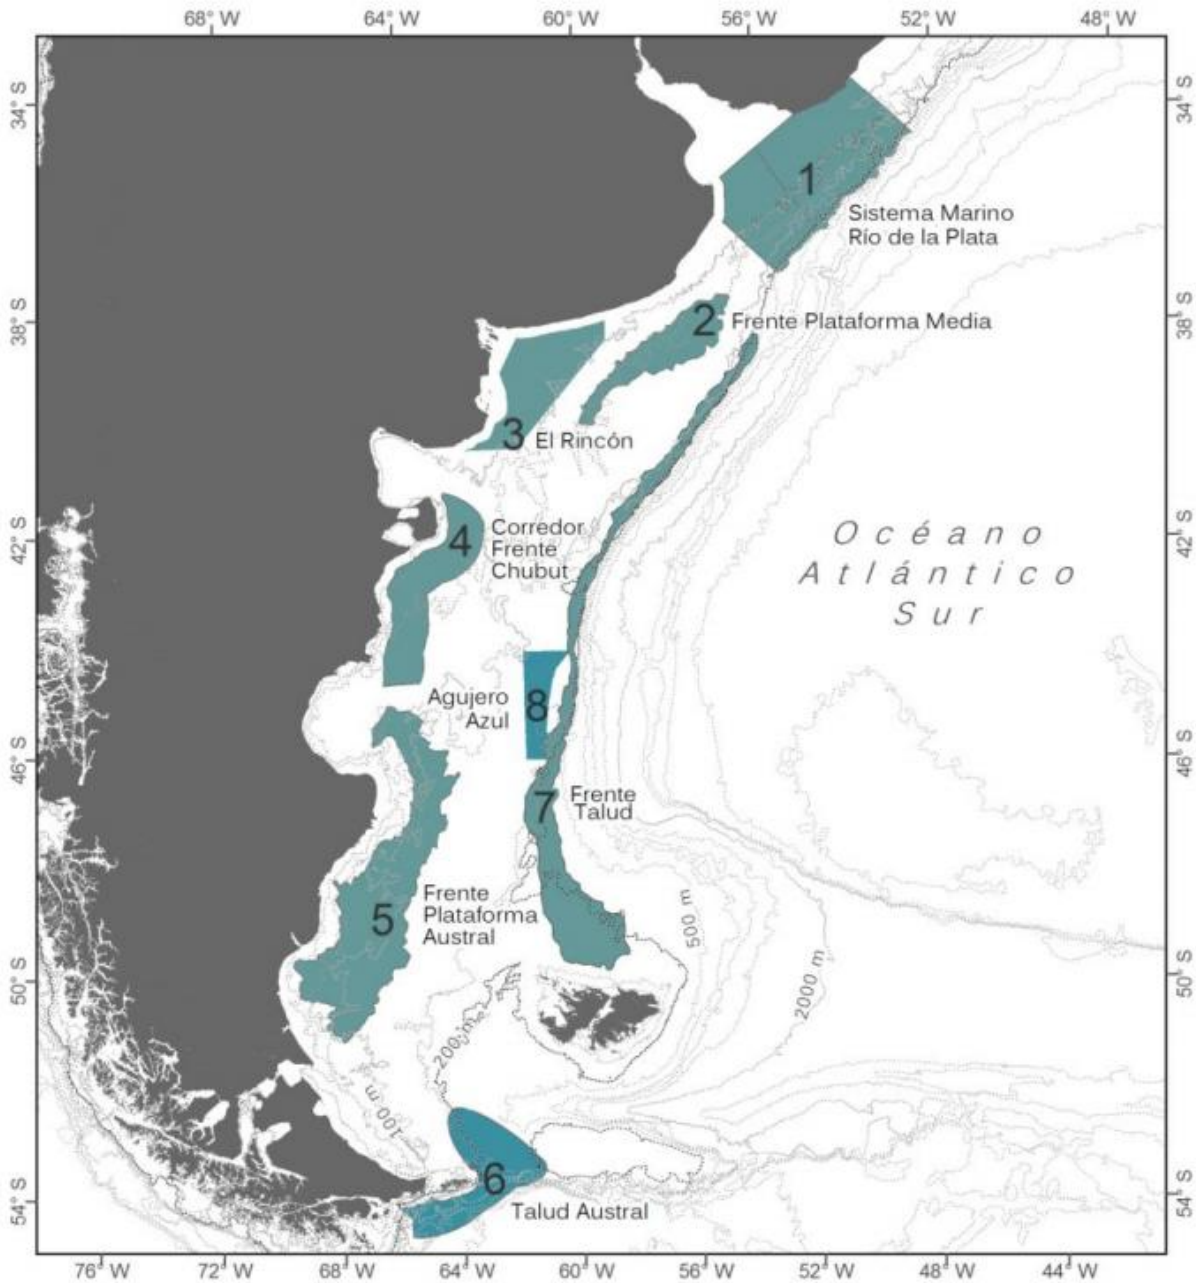 68° W 64° W 60° W 56° W 52° W 48° W
34° S 34° S
1
Sistema Marino
Río de la Plata
38° S 38° S
2 Frente Plataforma Media
3 El Rincón
42° S 42° S
4 Corredor
Frente
Chubut
Océano
Atlántico
Sur
Agujero
Azul
8
46° S 46° S
7 Frente
Talud
5 Frente
Plataforma
Austral
500 m
2000 m
50° S 50° S
200 m
100 m
6
Talud Austral
54° S 54° S
76° W 72° W 68° W 64° W 60° W 56° W 52° W 48° W 44° W